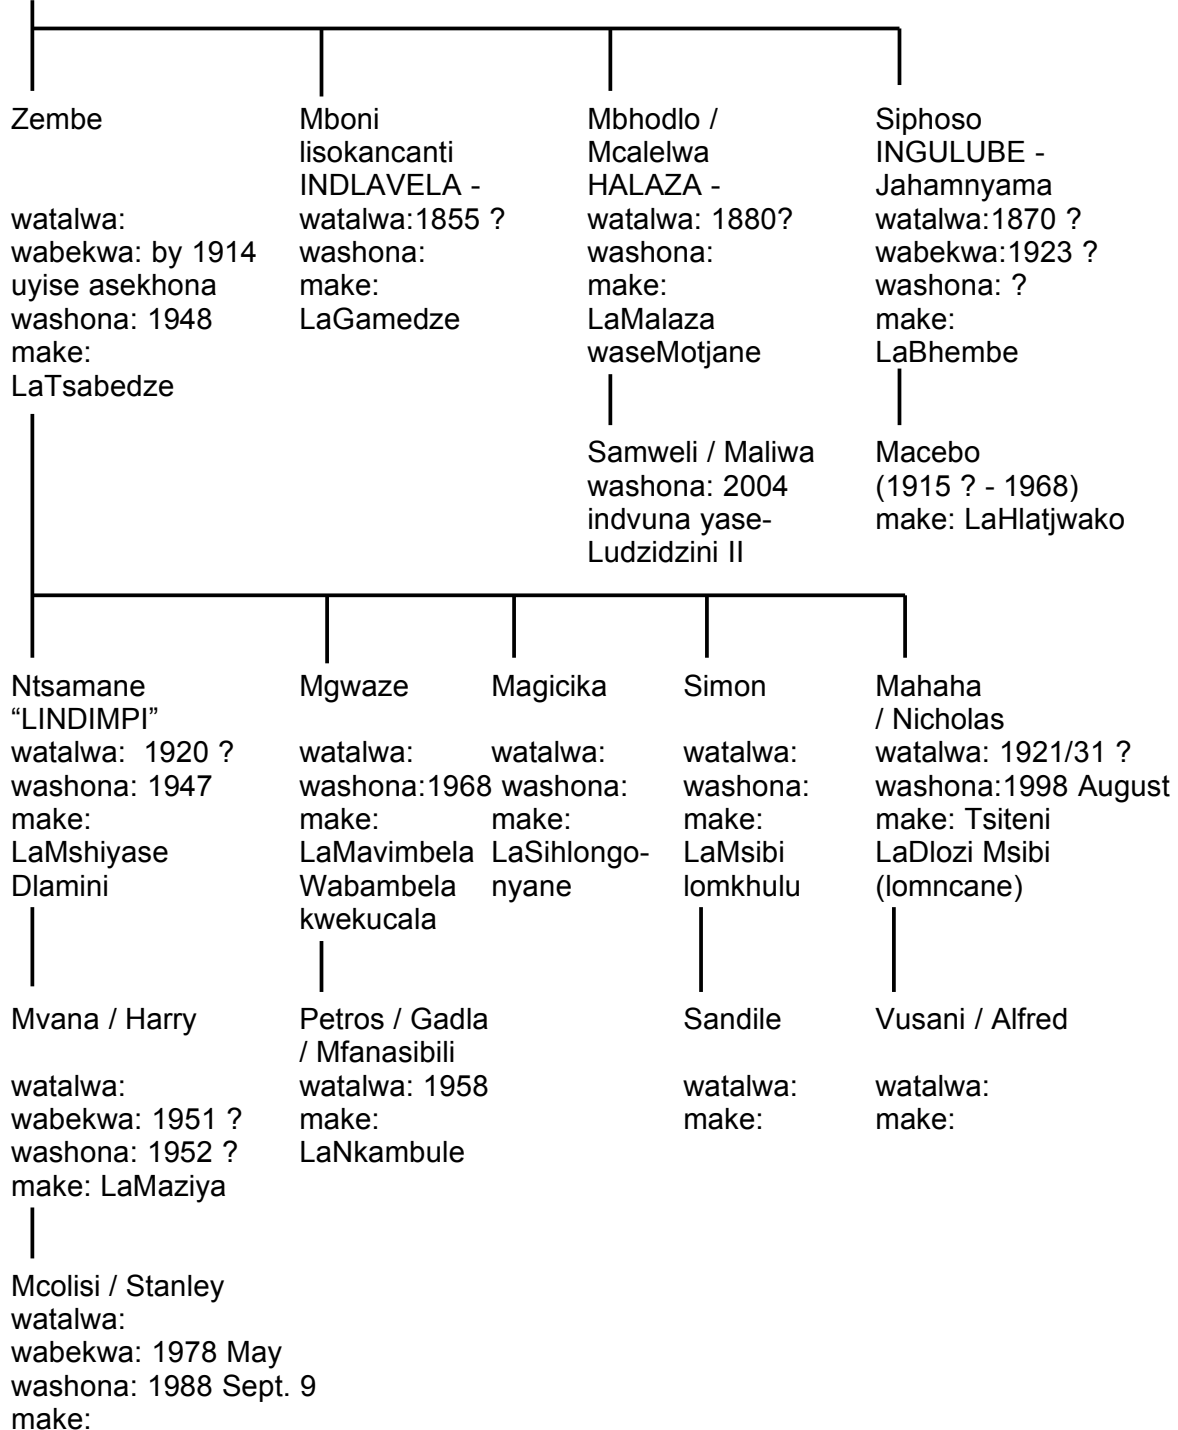 Zembe
watalwa:
wabekwa: by 1914
uyise asekhona
washona: 1948
make:
LaTsabedze
Mboni
lisokancanti
INDLAVELA -
watalwa:1855 ?
washona:
make:
LaGamedze
Mbhodlo /
Mcalelwa
HALAZA -
watalwa: 1880?
washona:
make:
LaMalaza
waseMotjane
Siphoso
INGULUBE -
Jahamnyama
watalwa:1870 ?
wabekwa:1923 ?
washona: ?
make:
LaBhembe
Samweli / Maliwa
washona: 2004
indvuna yase-
Ludzidzini II
Macebo
(1915 ? - 1968)
make: LaHlatjwako
Ntsamane
“LINDIMPI”
watalwa: 1920 ?
washona: 1947
make:
LaMshiyase
Dlamini
Mgwaze
watalwa:
washona:1968
make:
LaMavimbela
Wabambela
kwekucala
Magicika
watalwa:
washona:
make:
LaSihlongo-
nyane
Simon
watalwa:
washona:
make:
LaMsibi
lomkhulu
Mahaha
/ Nicholas
watalwa: 1921/31 ?
washona:1998 August
make: Tsiteni
LaDlozi Msibi
(lomncane)
Mvana / Harry
watalwa:
wabekwa: 1951 ?
washona: 1952 ?
make: LaMaziya
Petros / Gadla
/ Mfanasibili
watalwa: 1958
make:
LaNkambule
Sandile
watalwa:
make:
Vusani / Alfred
watalwa:
make:
Mcolisi / Stanley
watalwa:
wabekwa: 1978 May
washona: 1988 Sept. 9
make: